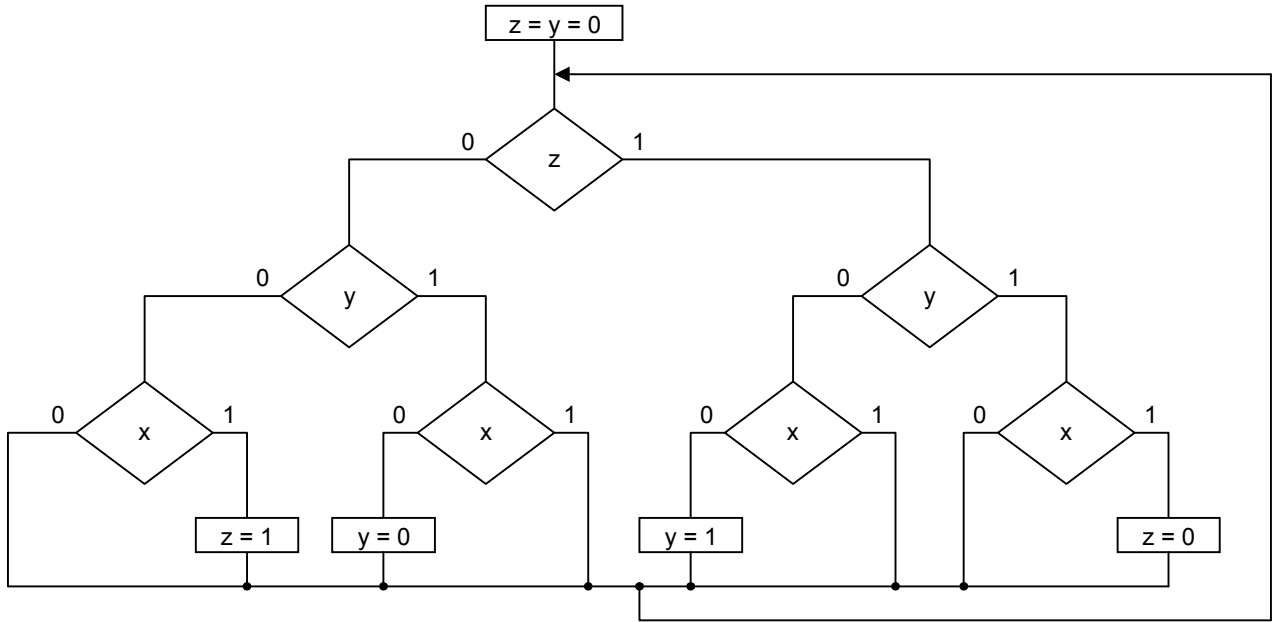 z = y = 0
0 1
z
0 1 0 1
y y
0 1 0 1 0 1 0 1
x x x x
z = 1 y = 0 y = 1 z = 0